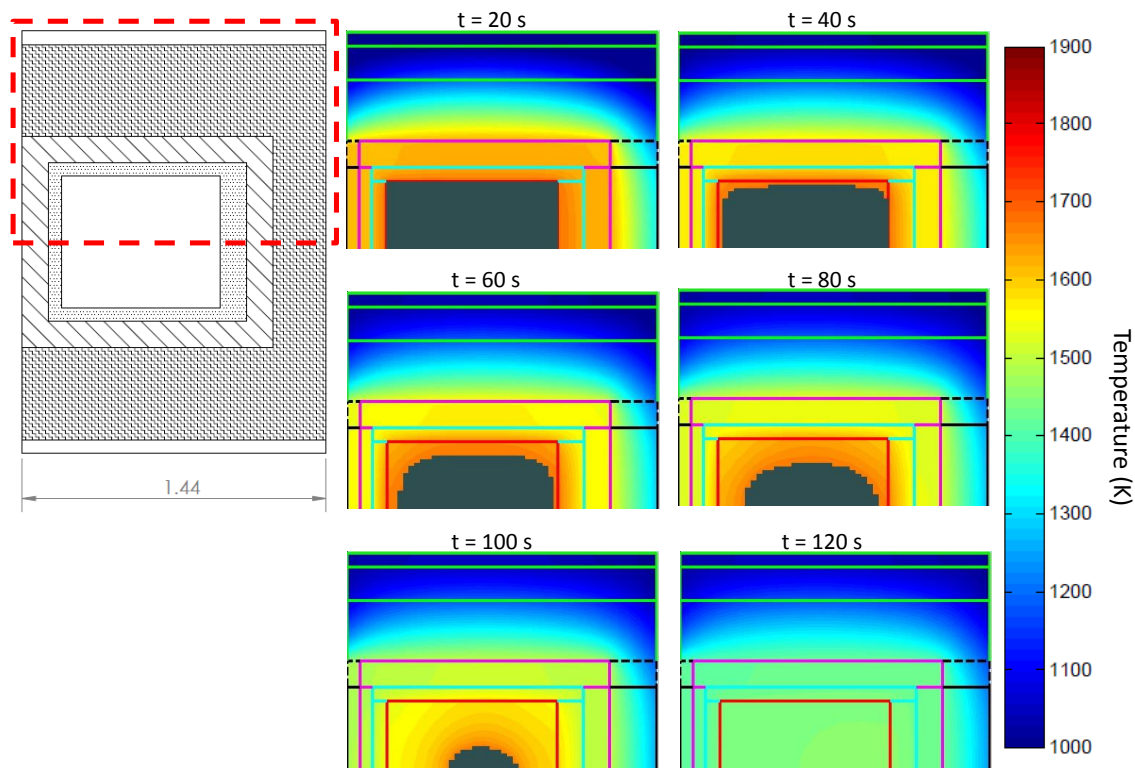 t = 20 s
t = 40 s
t = 60 s
t = 80 s
t = 100 s
t = 120 s
1.44
1900
1800
1700
1600
1500
1400
1300
1200
1100
1000
Temperature (K)